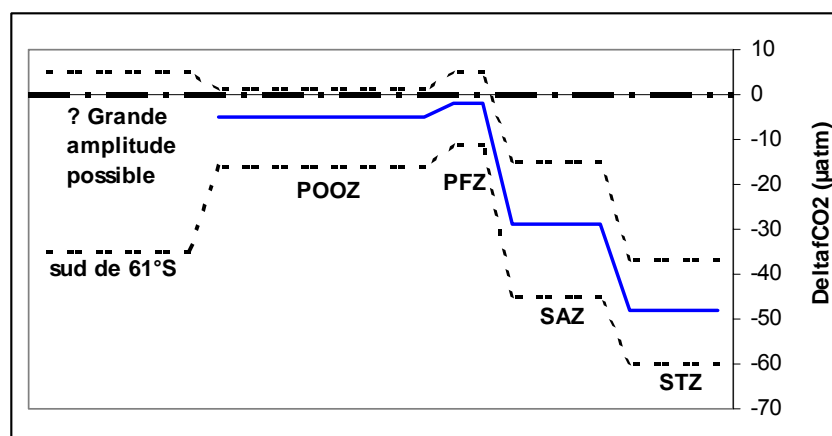 10
0
-10
-20
-30
-40
-50
-60
-70
DeltafCO2 (µatm)
? Grande
amplitude
possible
sud de 61°S
POOZ
PFZ
SAZ
STZ